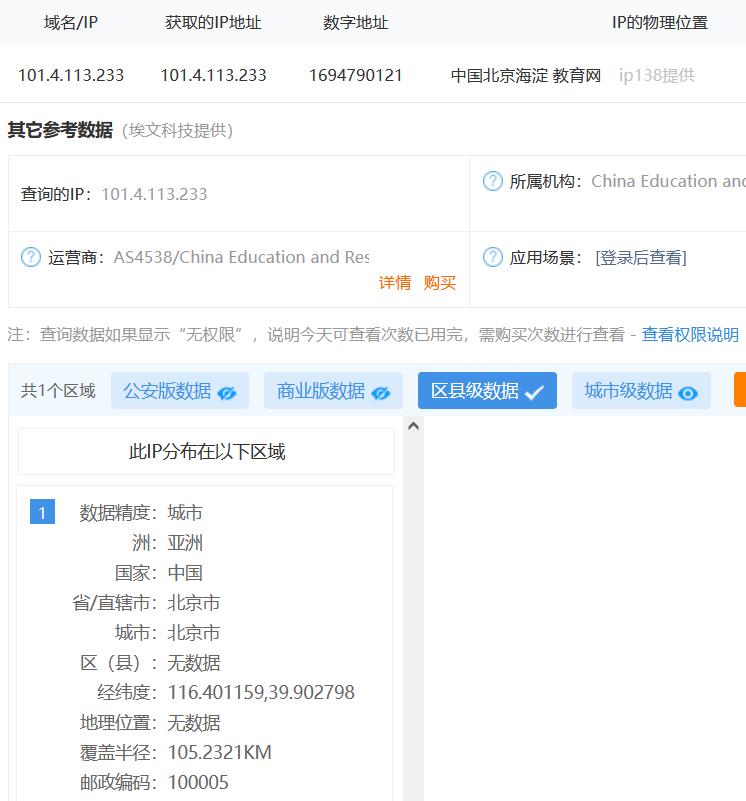 域名/IP 获取的IP地址 数字地址 IP的物理位置
101.4.113.233 101.4.113.233 1694790121 中国北京海淀 教育网 ip138提供
其它参考数据（埃文科技提供）
查询的IP：101.4.113.233
? 所属机构：China Education and
? 运营商：AS4538/China Education and Res
详情 购买
? 应用场景：[登录后查看]
注：查询数据如果显示“无权限”，说明今天可查看次数已用完，需购买次数进行查看 - 查看权限说明
共1个区域 公安版数据 商业版数据 区县级数据 城市级数据
此IP分布在以下区域
1 数据精度：城市
洲：亚洲
国家：中国
省/直辖市：北京市
城市：北京市
区（县）：无数据
经纬度：116.401159,39.902798
地理位置：无数据
覆盖半径：105.2321KM
邮政编码：100005